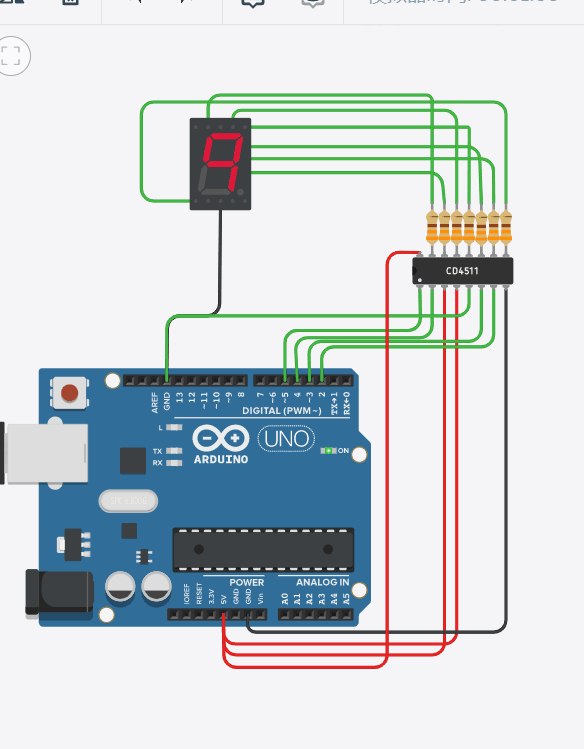 CD4511
AREF
GND
13
12
~11
~10
~9
8
7
~6
~5
4
~3
2
TX→1
RX←0
DIGITAL (PWM~)
L
TX
RX
UNO
ON
ARDUINO
POWER
ANALOG IN
IOREF
RESET
3.3V
5V
GND
GND
Vin
A0
A1
A2
A3
A4
A5